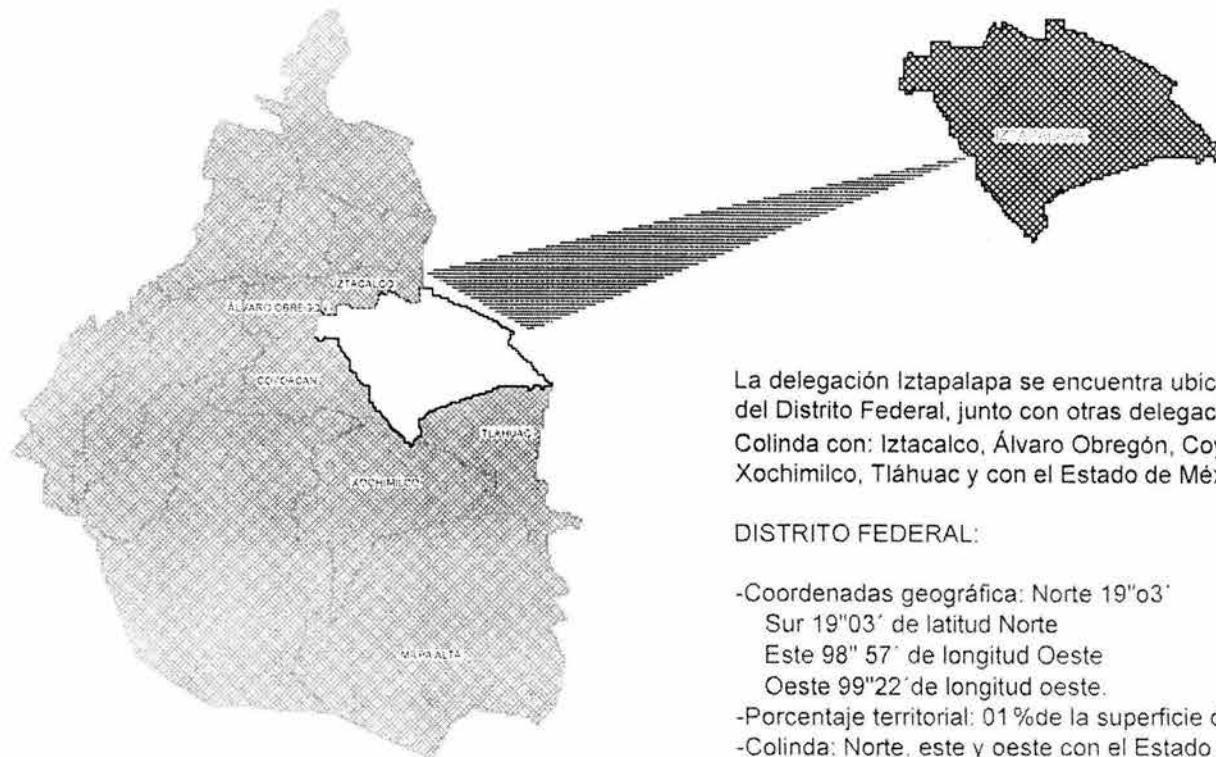 IZTAPALAPA
IZTACALCO
ÁLVARO OBREGO
COYOACAN
TLAHUAC
XOCHIMILCO
MILPA ALTA
La delegación Iztapalapa se encuentra ubic
del Distrito Federal, junto con otras delegac
Colinda con: Iztacalco, Álvaro Obregón, Coy
Xochimilco, Tláhuac y con el Estado de Méx
DISTRITO FEDERAL:
-Coordenadas geográfica: Norte 19"o3´
Sur 19"03´ de latitud Norte
Este 98" 57´ de longitud Oeste
Oeste 99"22´de longitud oeste.
-Porcentaje territorial: 01%de la superficie d
-Colinda: Norte, este y oeste con el Estado